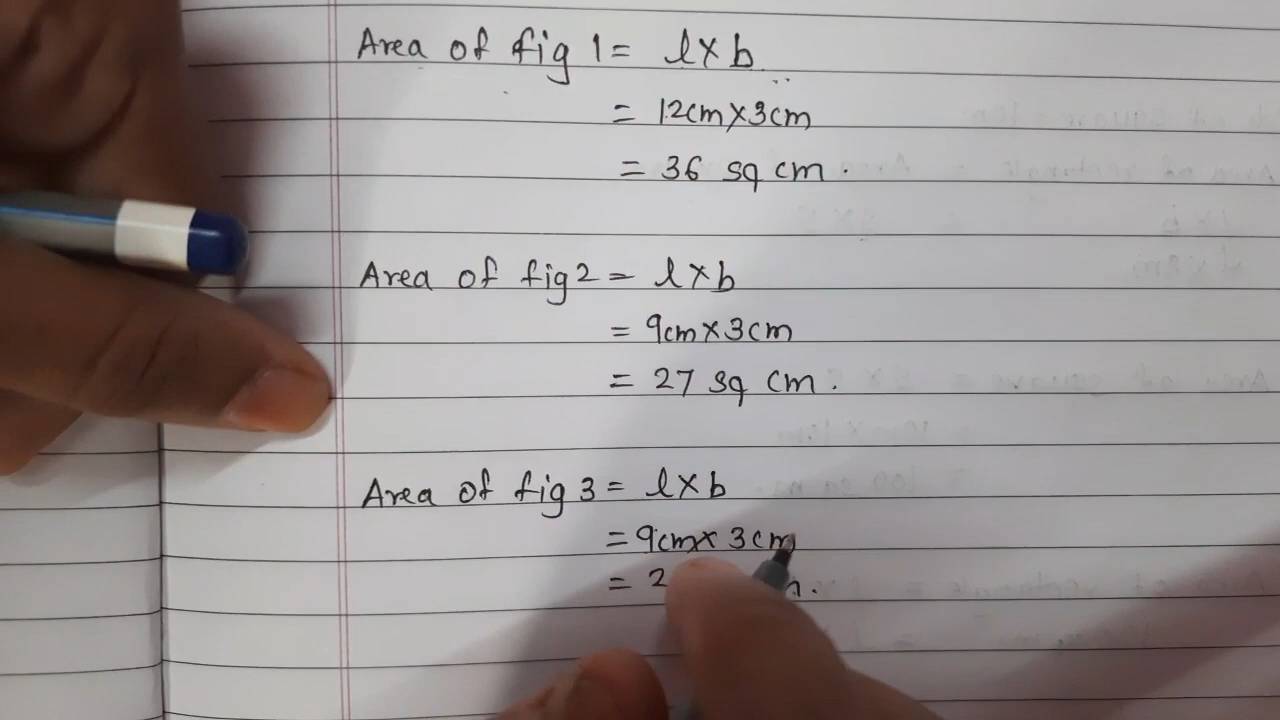 Area of fig 1 = l×b
= 12cm×3cm
= 36 sq cm.
Area of fig 2 = l×b
= 9cm×3cm
= 27 sq cm.
Area of fig 3 = l×b
= 9cm×3cm
= 2